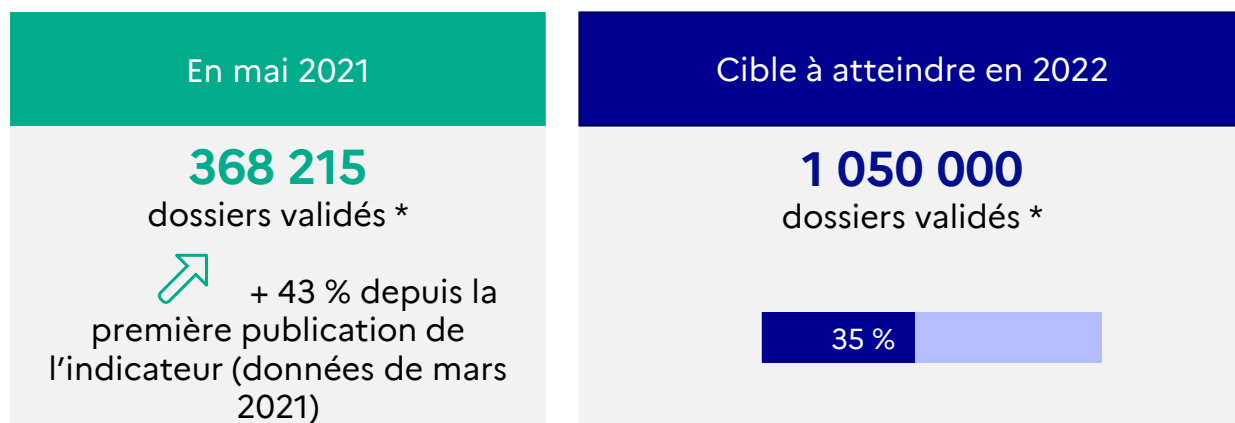 En mai 2021
368 215
dossiers validés *
+ 43 % depuis la
première publication de
l’indicateur (données de mars
2021)
Cible à atteindre en 2022
1 050 000
dossiers validés *
35 %